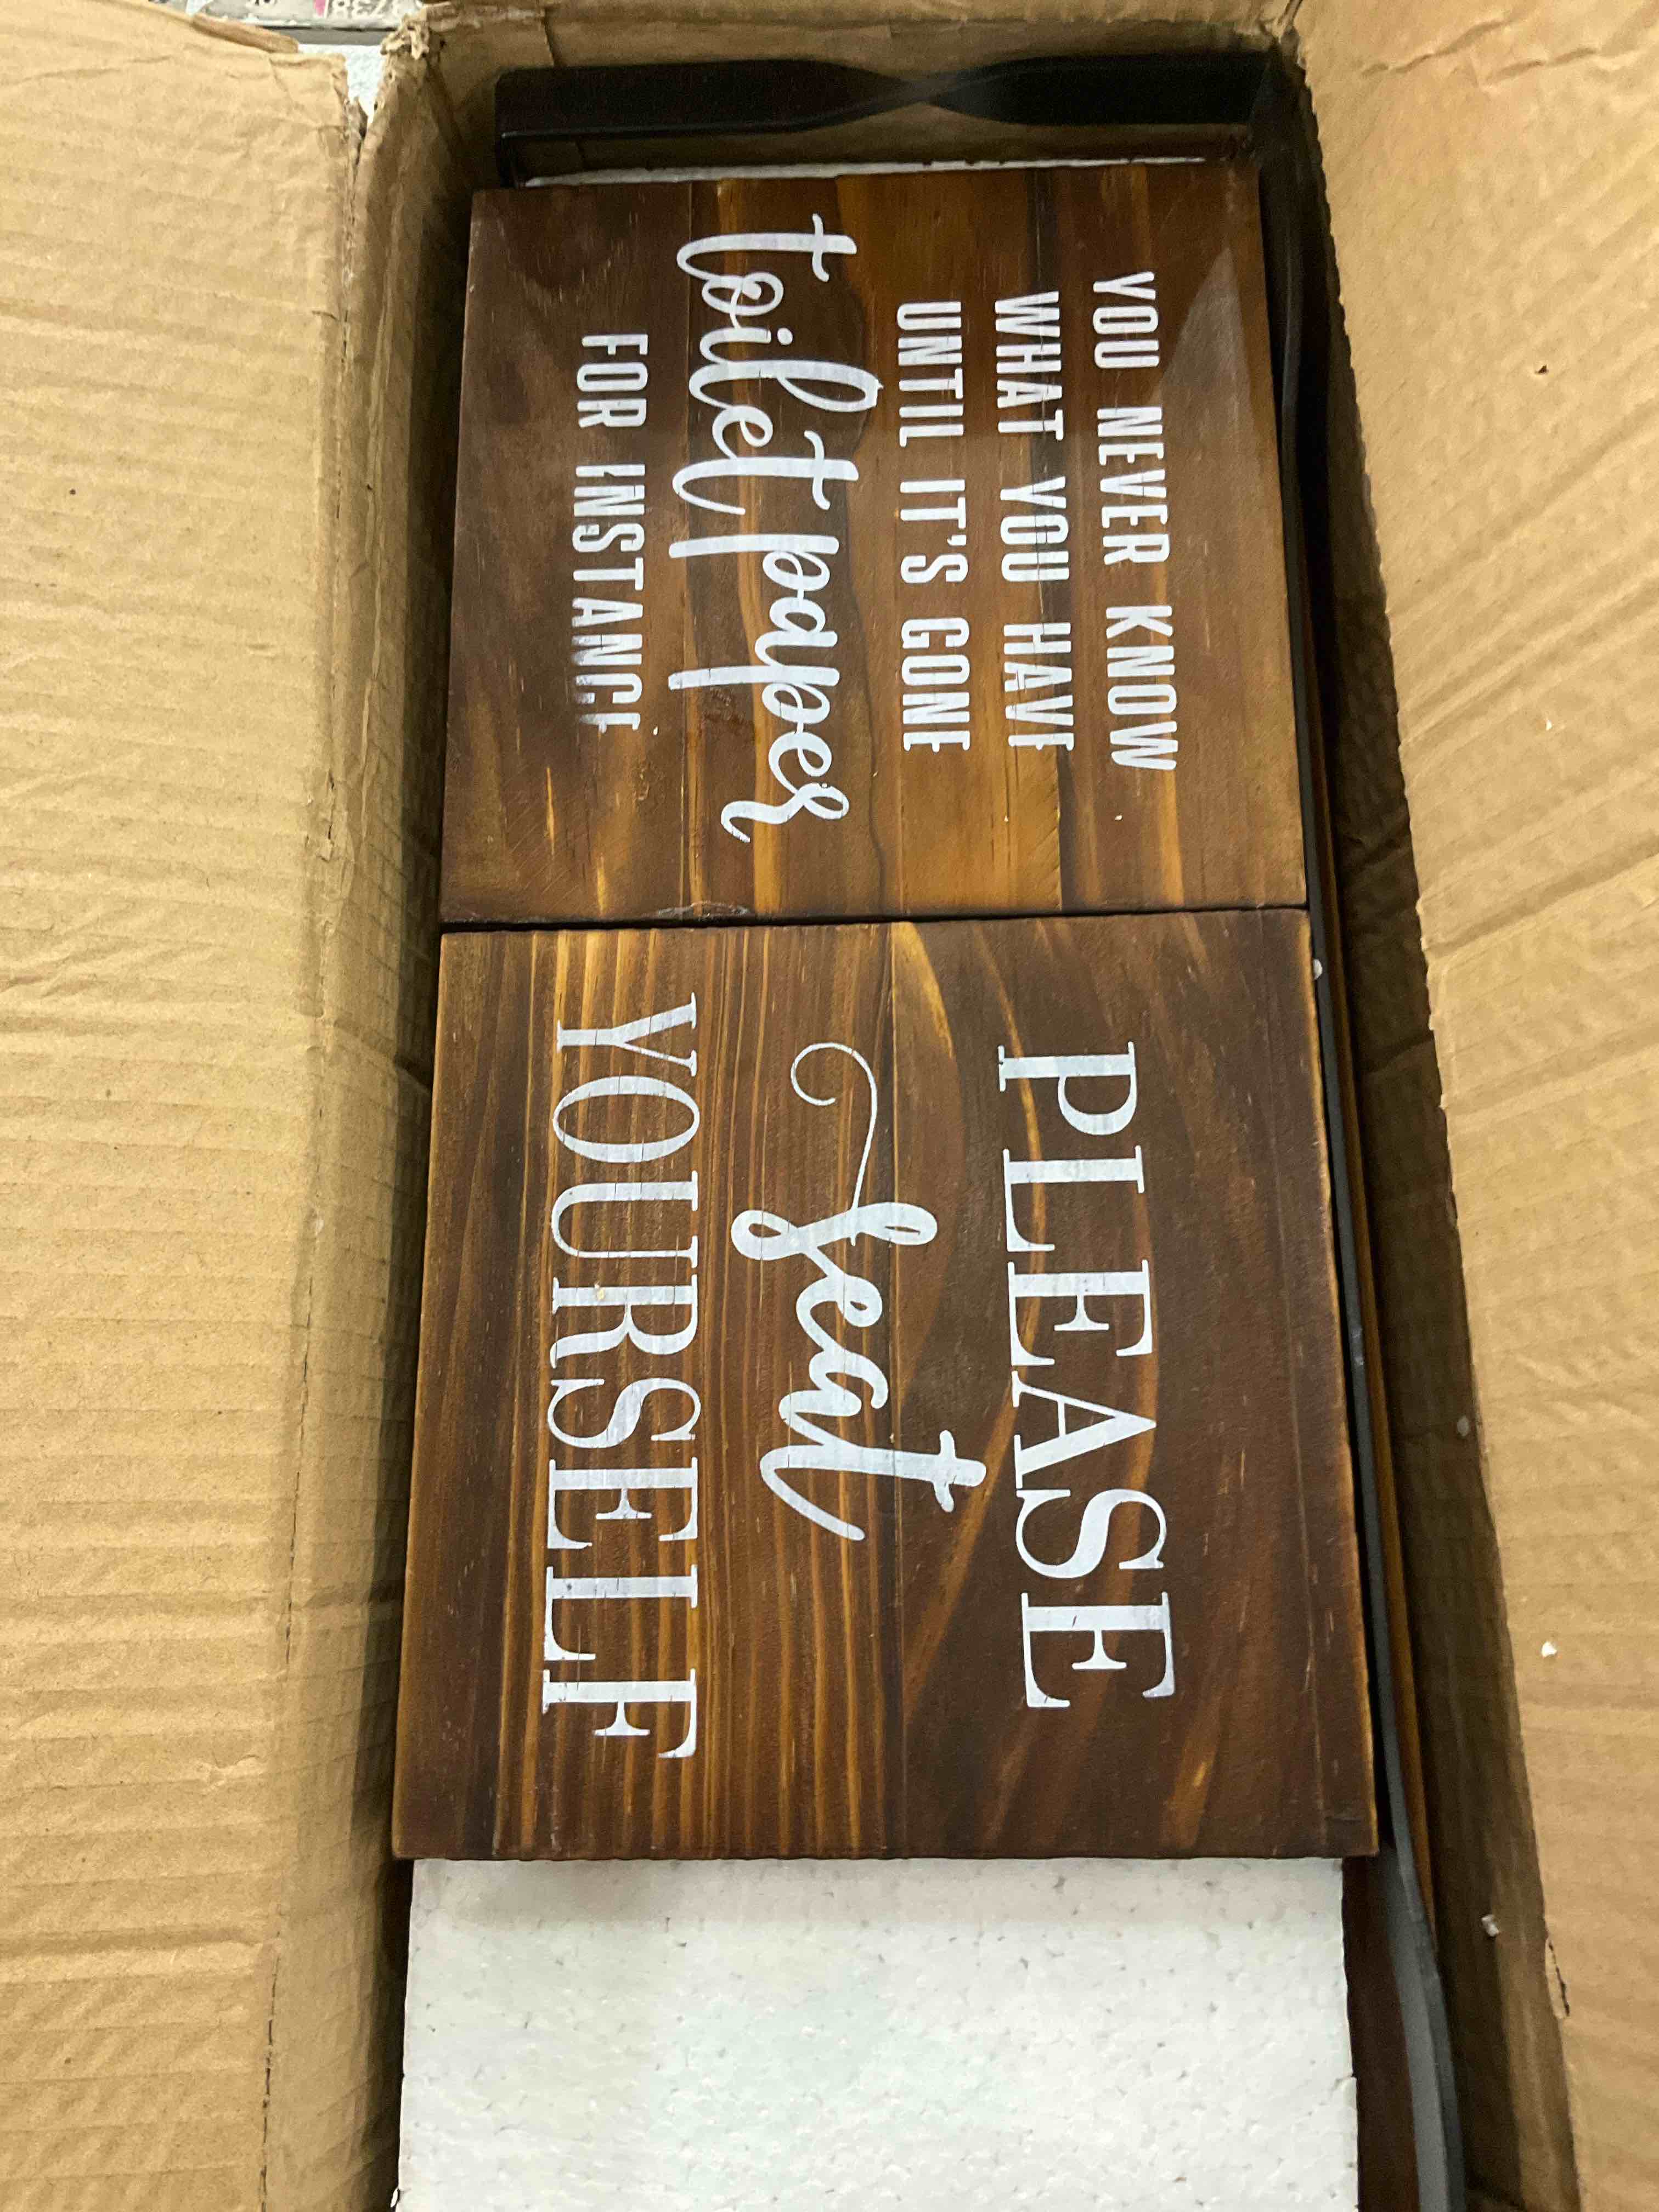 YOU NEVER KNOW
WHAT YOU HAVE
UNTIL IT'S GONE
toilet paper
FOR INSTANCE
PLEASE
seat
YOURSELF